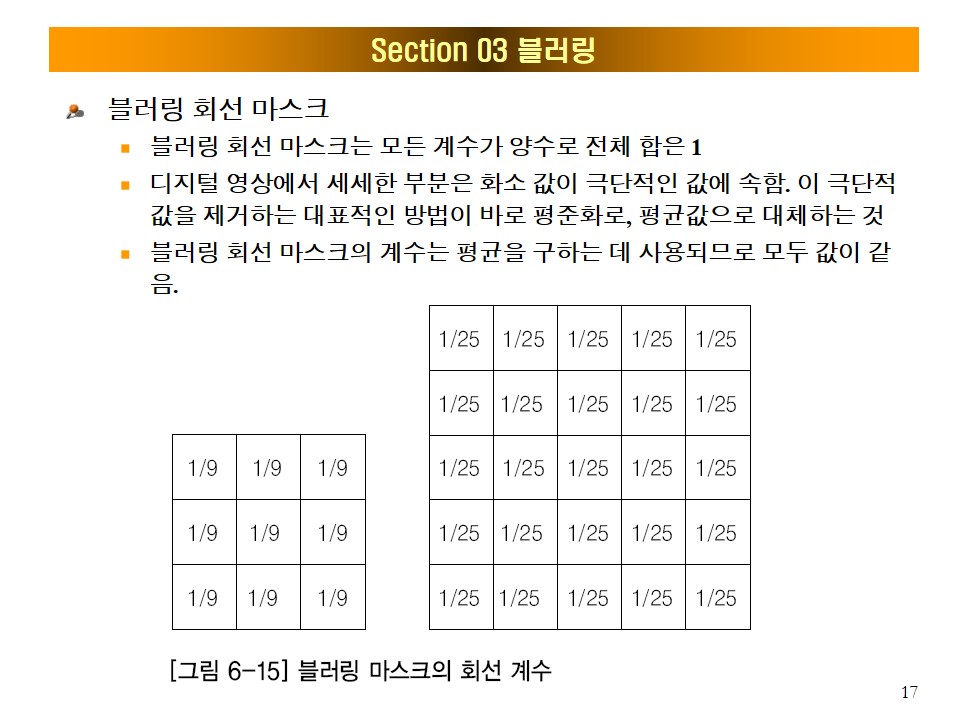 Section 03 블러링
블러링 회선 마스크
블러링 회선 마스크는 모든 계수가 양수로 전체 합은 1
디지털 영상에서 세세한 부분은 화소 값이 극단적인 값에 속함. 이 극단적
값을 제거하는 대표적인 방법이 바로 평준화로, 평균값으로 대체하는 것
블러링 회선 마스크의 계수는 평균을 구하는 데 사용되므로 모두 값이 같
음.
1/9 1/9 1/9
1/9 1/9 1/9
1/9 1/9 1/9
1/25 1/25 1/25 1/25 1/25
1/25 1/25 1/25 1/25 1/25
1/25 1/25 1/25 1/25 1/25
1/25 1/25 1/25 1/25 1/25
1/25 1/25 1/25 1/25 1/25
[그림 6-15] 블러링 마스크의 회선 계수
17